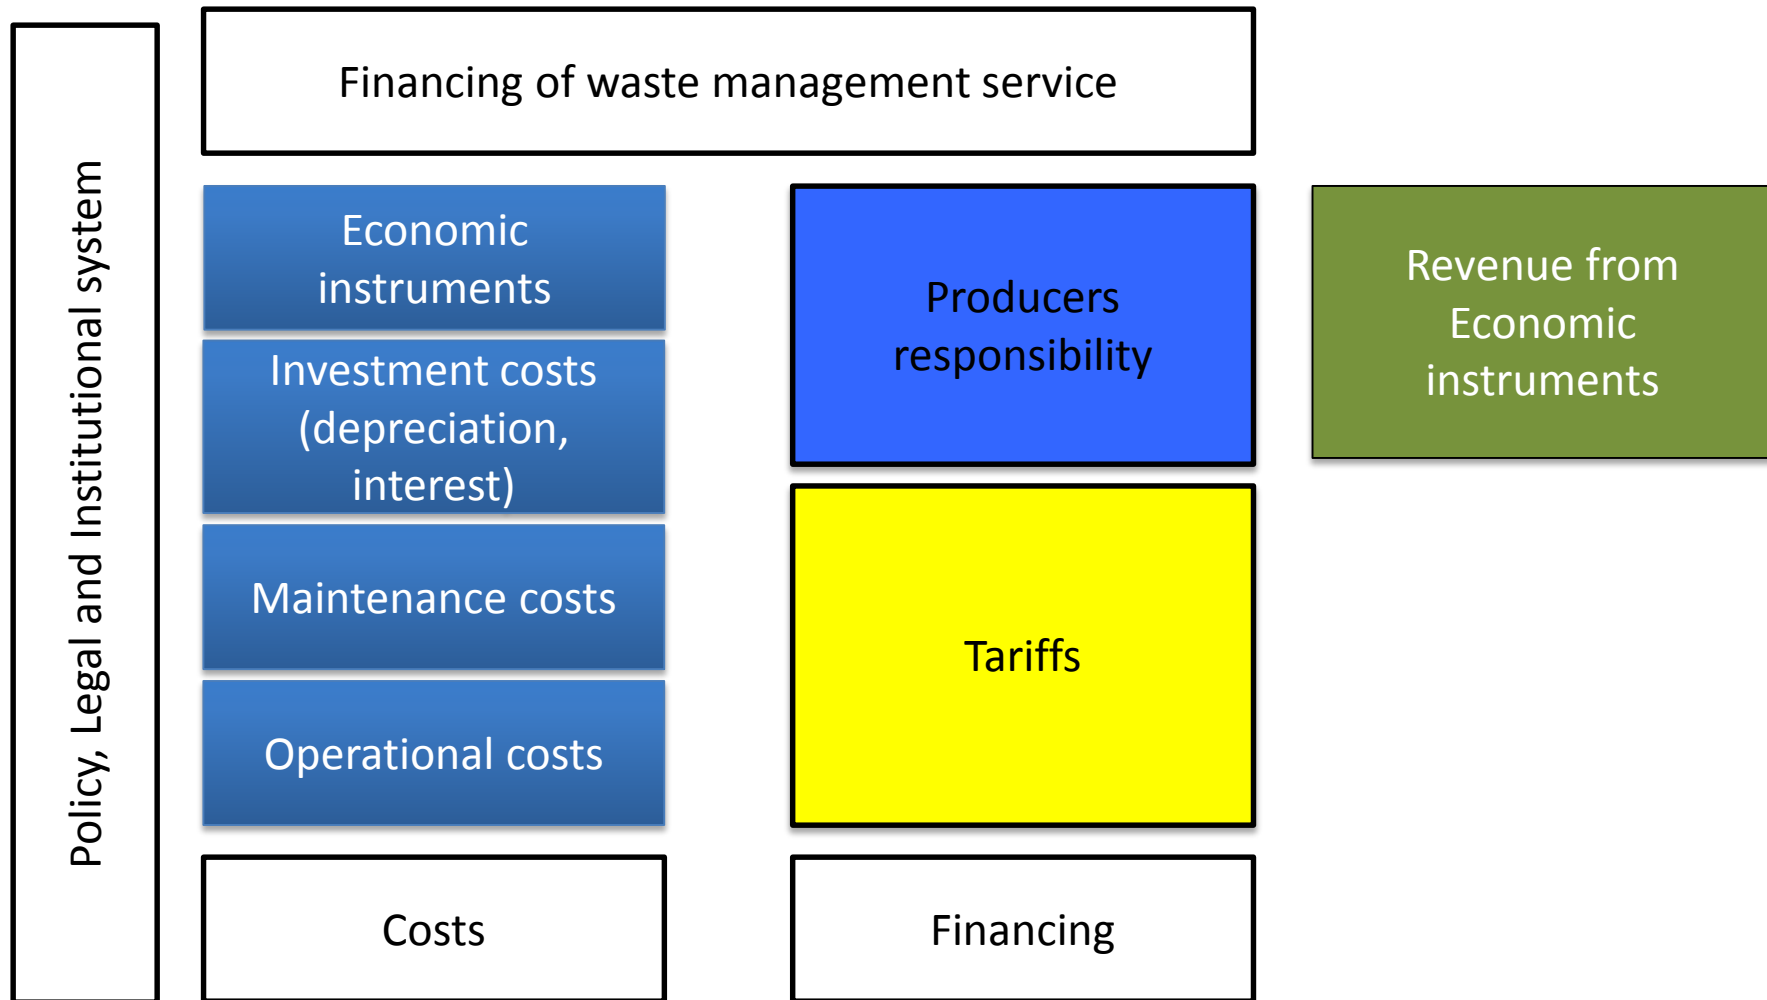 Policy, Legal and Institutional system
Financing of waste management service
Economic
instruments
Investment costs
(depreciation,
interest)
Maintenance costs
Operational costs
Costs
Producers
responsibility
Tariffs
Financing
Revenue from
Economic
instruments